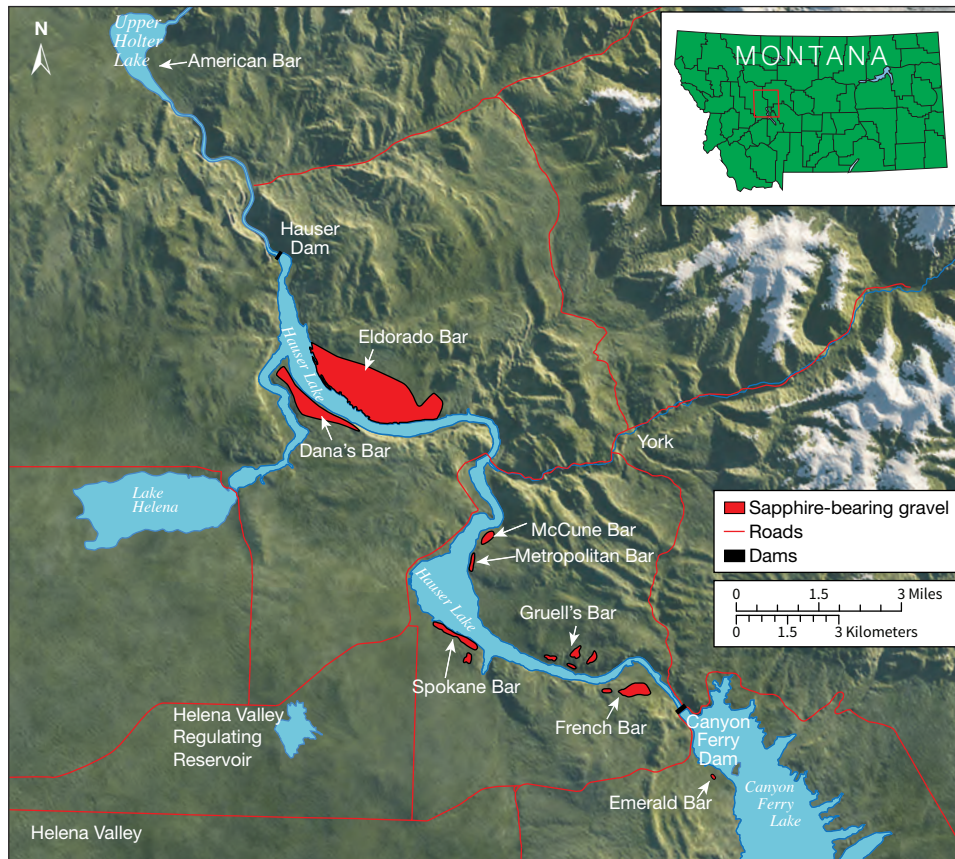 N
Upper
Holter
Lake
American Bar
MONTANA
Hauser
Dam
Eldorado Bar
Hauser Lake
Dana's Bar
York
Lake
Helena
McCune Bar
Metropolitan Bar
Hauser Lake
Gruell's Bar
Spokane Bar
French Bar
Helena Valley
Regulating
Reservoir
Canyon
Ferry
Dam
Emerald Bar
Canyon
Ferry
Lake
Helena Valley
Sapphire-bearing gravel
Roads
Dams
0 1.5 3 Miles
0 1.5 3 Kilometers